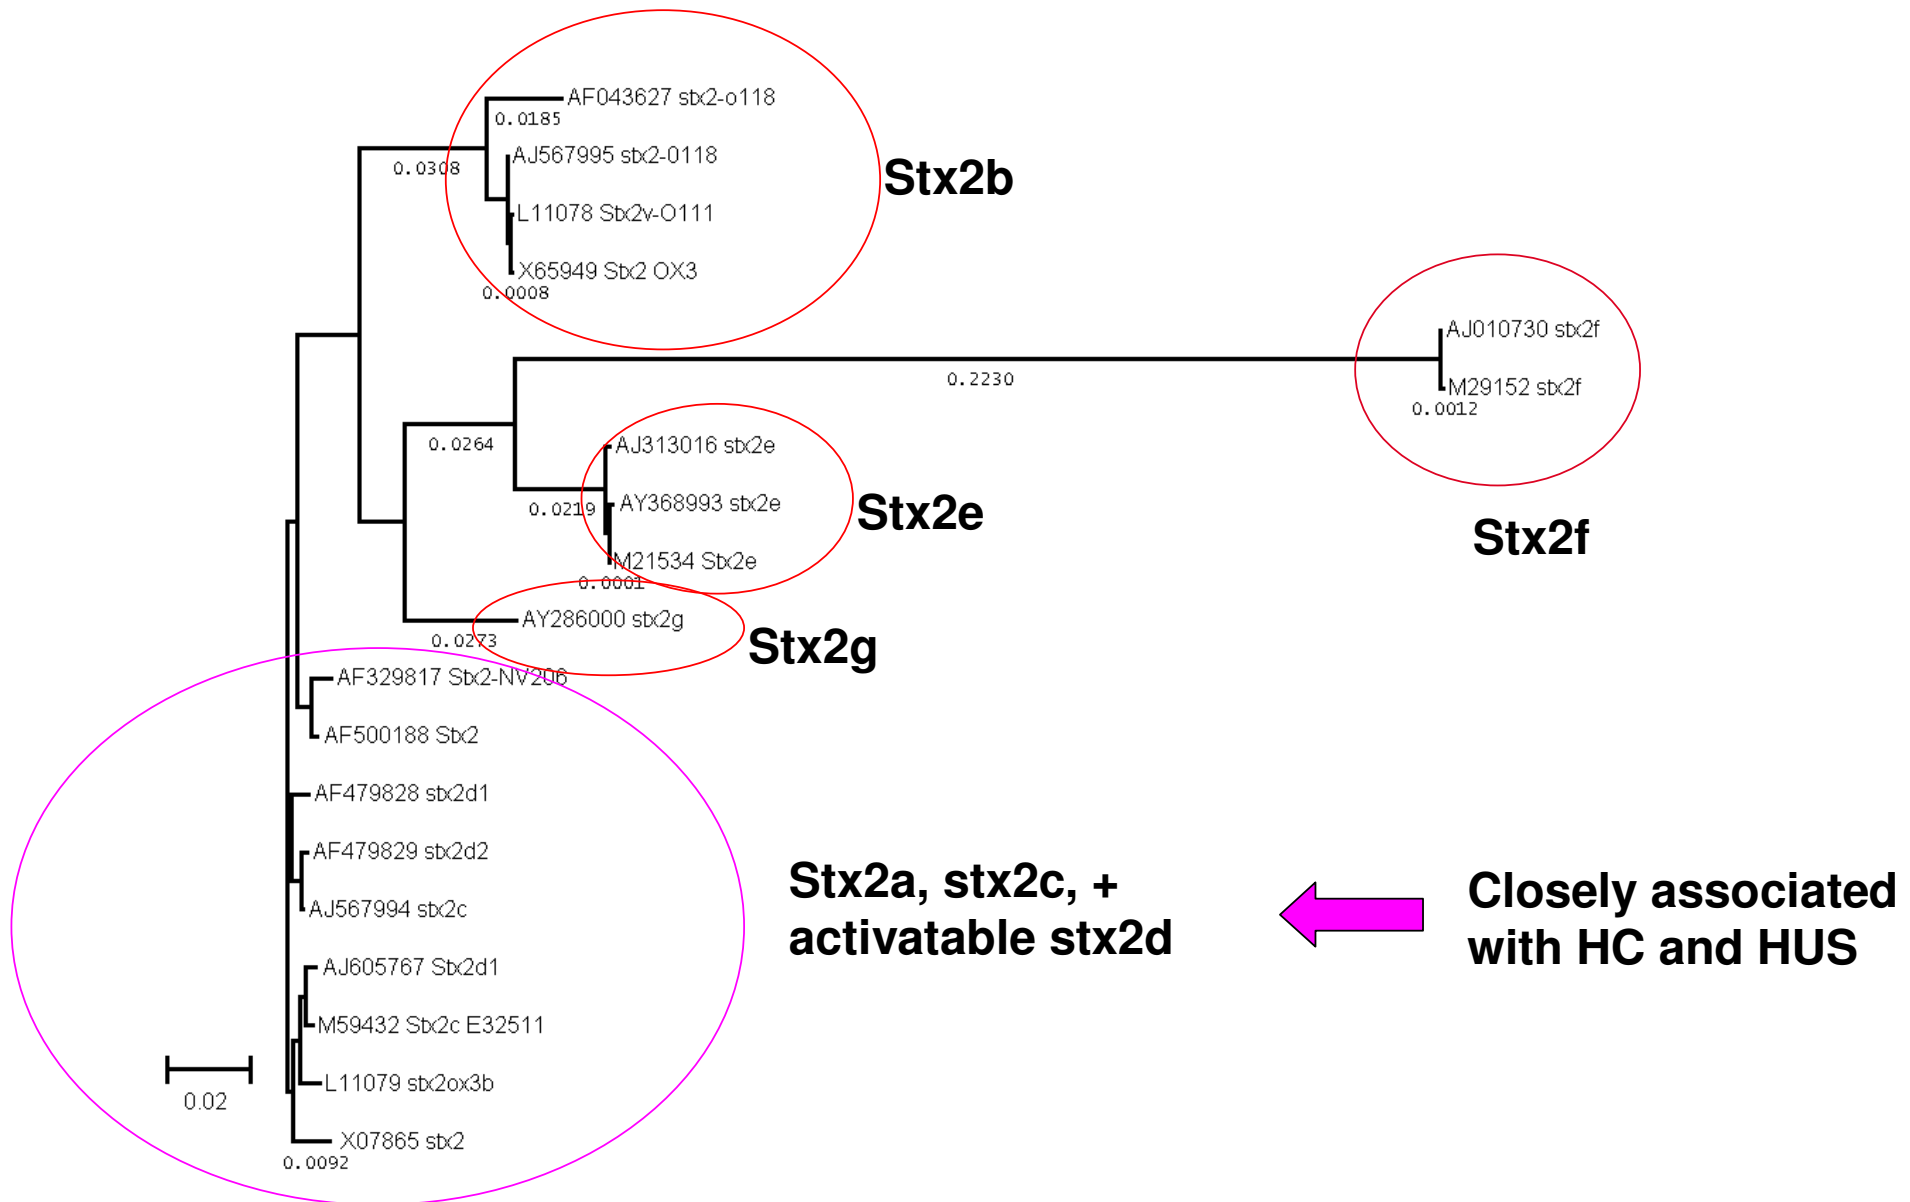 AF043627 stx2-o118
0.0185
AJ567995 stx2-0118
0.0308
Stx2b
L11078 Stx2v-O111
X65949 Stx2 OX3
0.0008
AJ010730 stx2f
0.2230
M29152 stx2f
0.0012
0.0264
AJ313016 stx2e
AY368993 stx2e
0.0219
Stx2e
Stx2f
M21534 Stx2e
0.0001
AY286000 stx2g
0.0273
Stx2g
AF329817 Stx2-NV206
AF500188 Stx2
AF479828 stx2d1
AF479829 stx2d2
AJ567994 stx2c
Stx2a, stx2c, +
activatable stx2d
Closely associated
with HC and HUS
AJ605767 Stx2d1
M59432 Stx2c E32511
L11079 stx2ox3b
0.02
X07865 stx2
0.0092